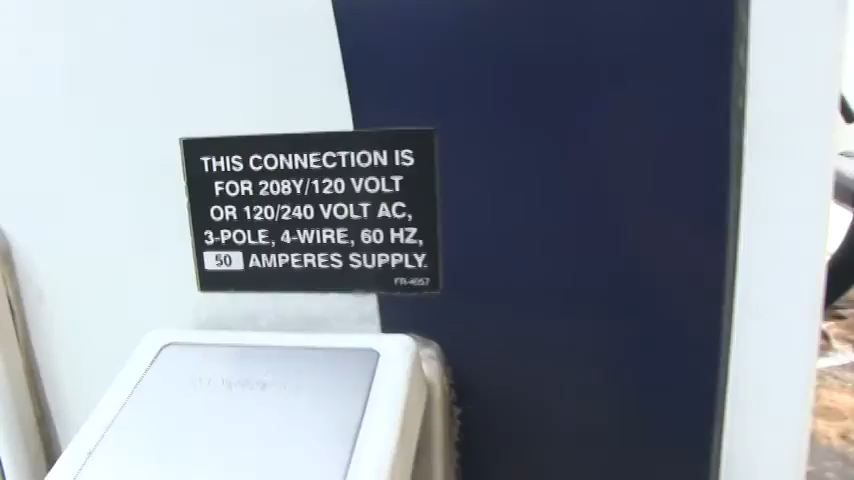 THIS CONNECTION IS
FOR 208Y/120 VOLT
OR 120/240 VOLT AC,
3-POLE, 4-WIRE, 60 HZ,
50 AMPERES SUPPLY.